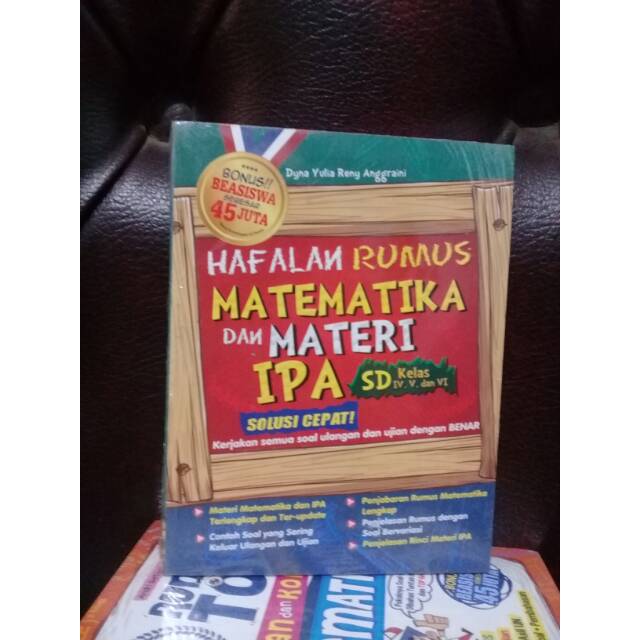 Dyna Yulia Reny Anggraini
BONUS!!
BEASISWA
SEBESAR
45 JUTA
HAFALAN RUMUS
MATEMATIKA
DAN MATERI
IPA
SD Kelas
IV, V, dan VI
SOLUSI CEPAT!
Kerjakan semua soal ulangan dan ujian dengan BENAR
Materi Matematika dan IPA
Terlengkap dan Ter-update
Contoh Soal yang Sering
Keluar Ulangan dan Ujian
Penjabaran Rumus Matematika
Lengkap
Penjelasan Rumus dengan
Soal Bervariasi
Penjelasan Rinci Materi IPA